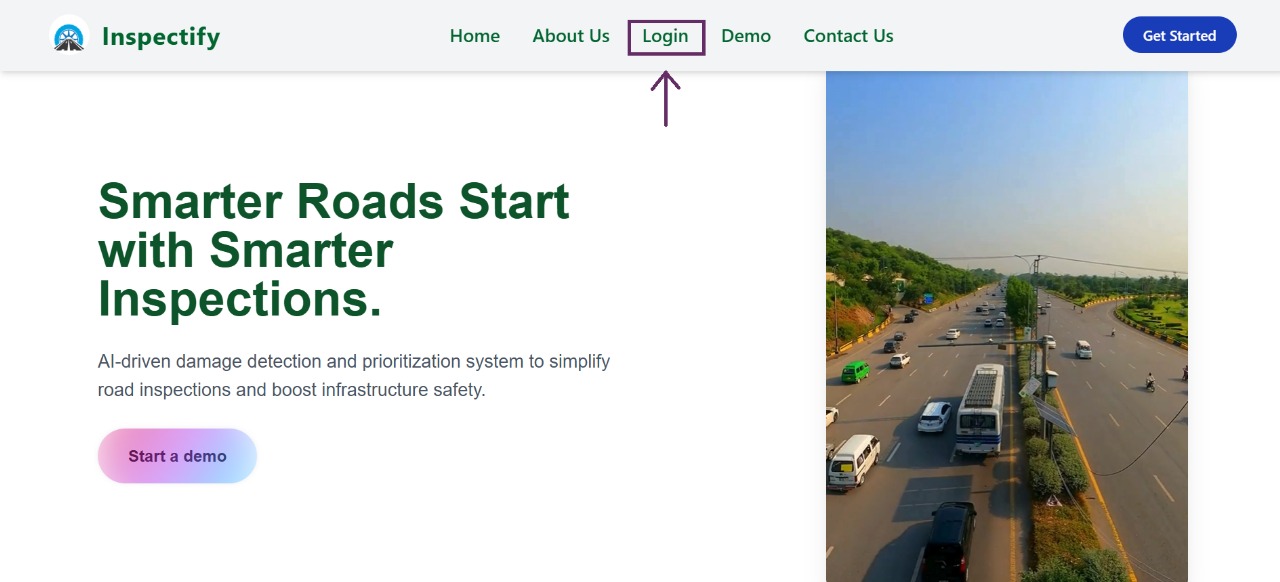 Inspectify
Home About Us Login Demo Contact Us
Get Started
Smarter Roads Start
with Smarter
Inspections.
AI-driven damage detection and prioritization system to simplify
road inspections and boost infrastructure safety.
Start a demo